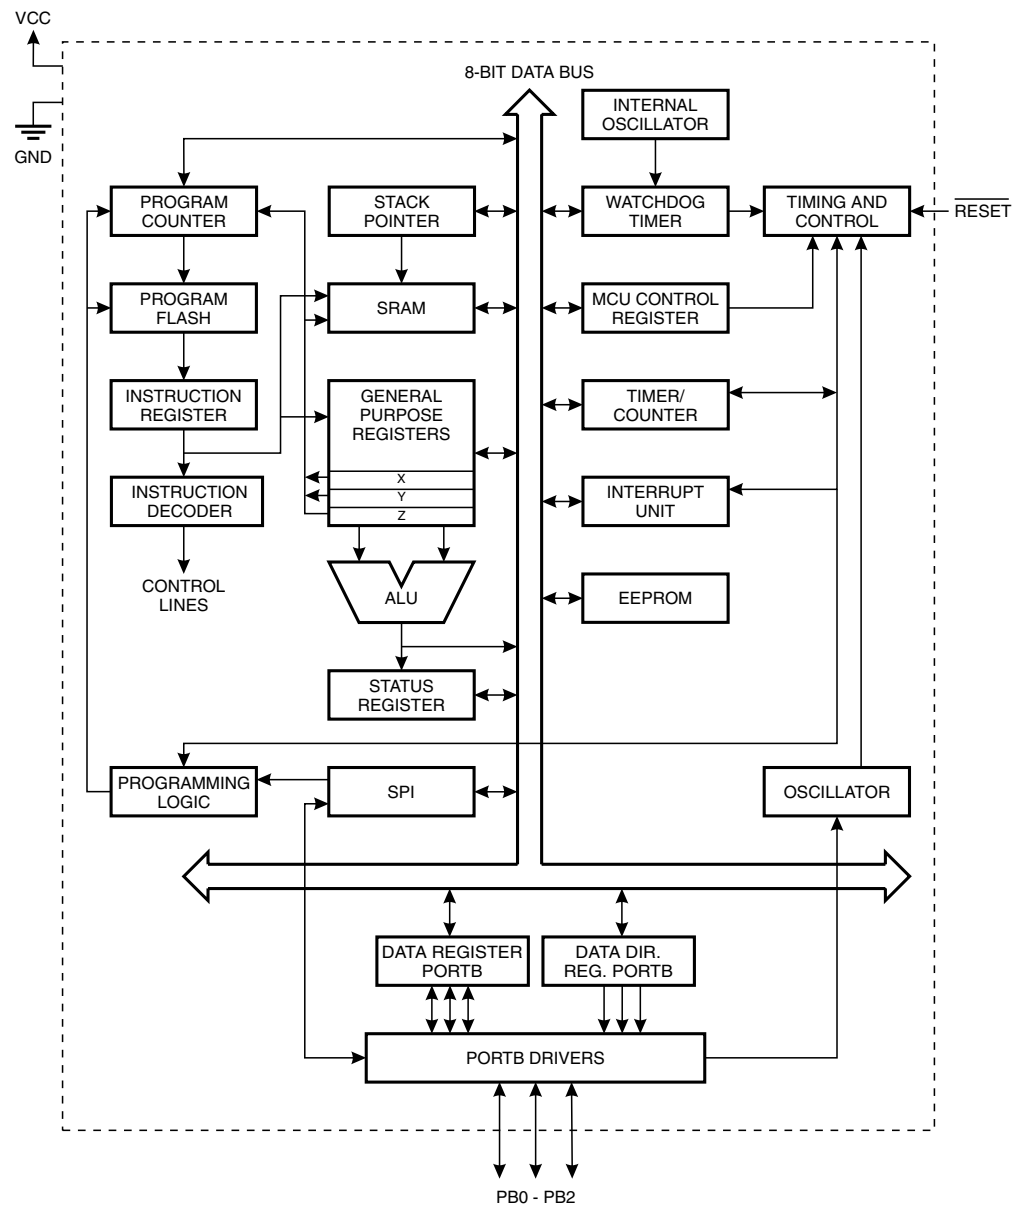 VCC
GND
8-BIT DATA BUS
INTERNAL
OSCILLATOR
PROGRAM
COUNTER
STACK
POINTER
WATCHDOG
TIMER
TIMING AND
CONTROL
RESET
PROGRAM
FLASH
SRAM
MCU CONTROL
REGISTER
INSTRUCTION
REGISTER
GENERAL
PURPOSE
REGISTERS
X
Y
Z
TIMER/
COUNTER
INSTRUCTION
DECODER
INTERRUPT
UNIT
CONTROL
LINES
ALU
EEPROM
STATUS
REGISTER
PROGRAMMING
LOGIC
SPI
OSCILLATOR
DATA REGISTER
PORTB
DATA DIR.
REG. PORTB
PORTB DRIVERS
PB0 - PB2